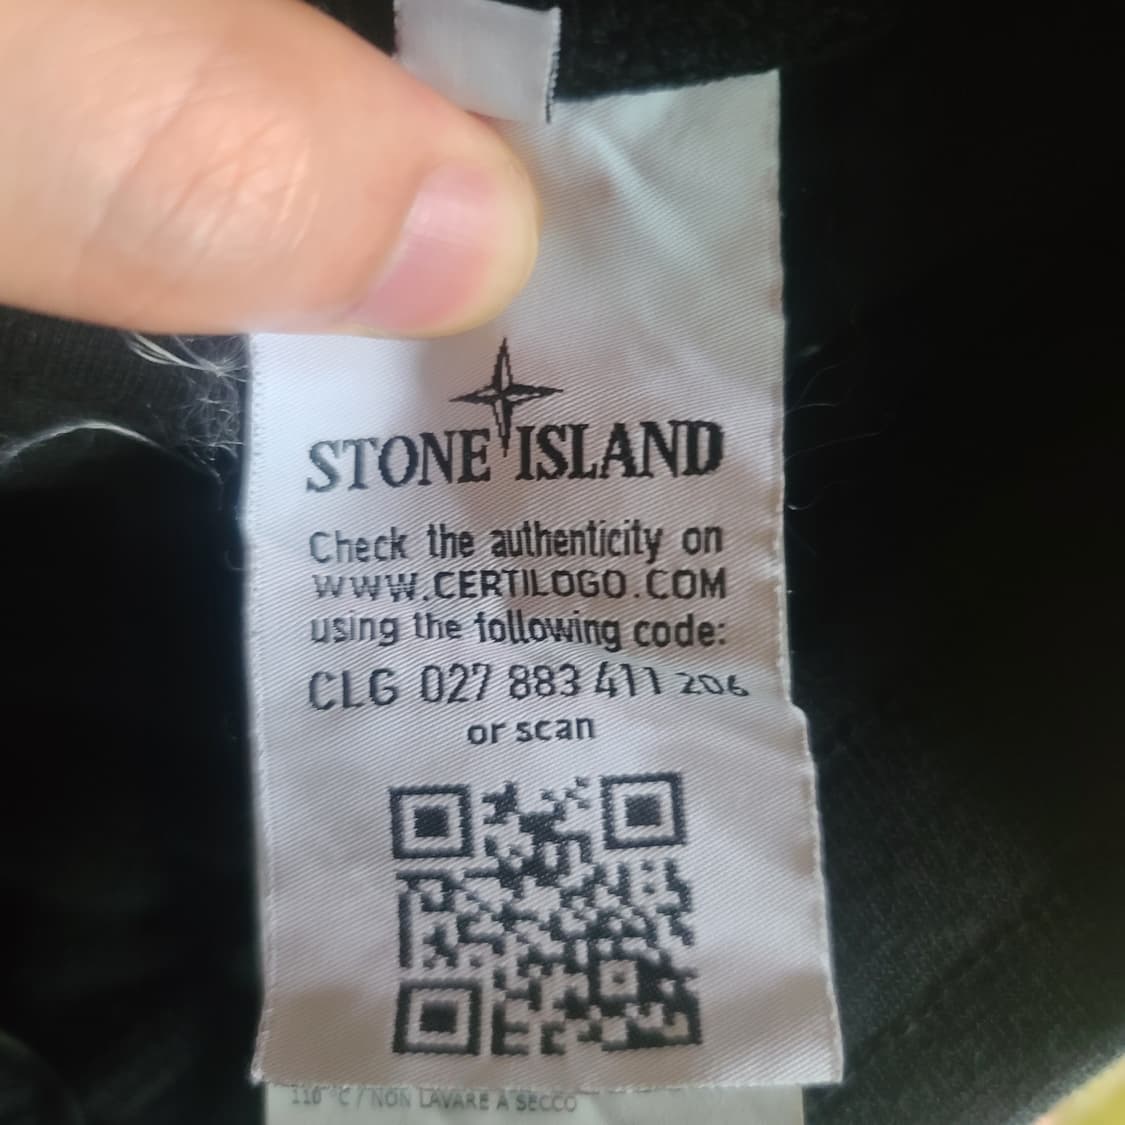 STONE ISLAND
Check the authenticity on
WWW.CERTILOGO.COM
using the following code:
CLG 027 883 411 206
or scan
110 °C / NON LAVARE A SECCO